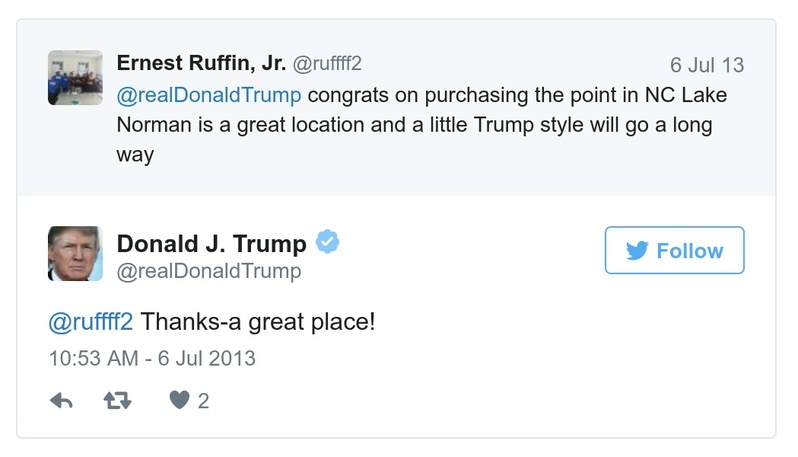 Ernest Ruffin, Jr. @ruffff2 6 Jul 13
@realDonaldTrump congrats on purchasing the point in NC Lake
Norman is a great location and a little Trump style will go a long
way
Donald J. Trump
@realDonaldTrump
Follow
@ruffff2 Thanks-a great place!
10:53 AM - 6 Jul 2013
2